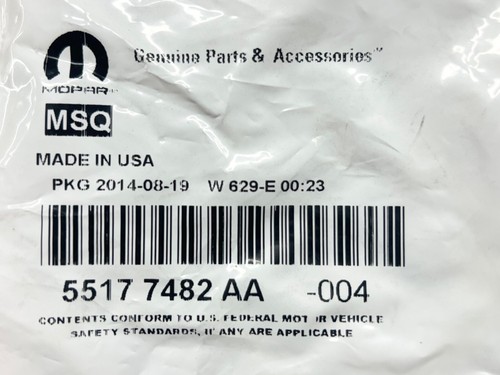 Genuine Parts & Accessories™
MOPAR
MSQ
MADE IN USA
PKG 2014-08-19 W 629-E 00:23
5517 7482 AA -004
CONTENTS CONFORM TO U.S. FEDERAL MOTOR VEHICLE
SAFETY STANDARDS, IF ANY ARE APPLICABLE